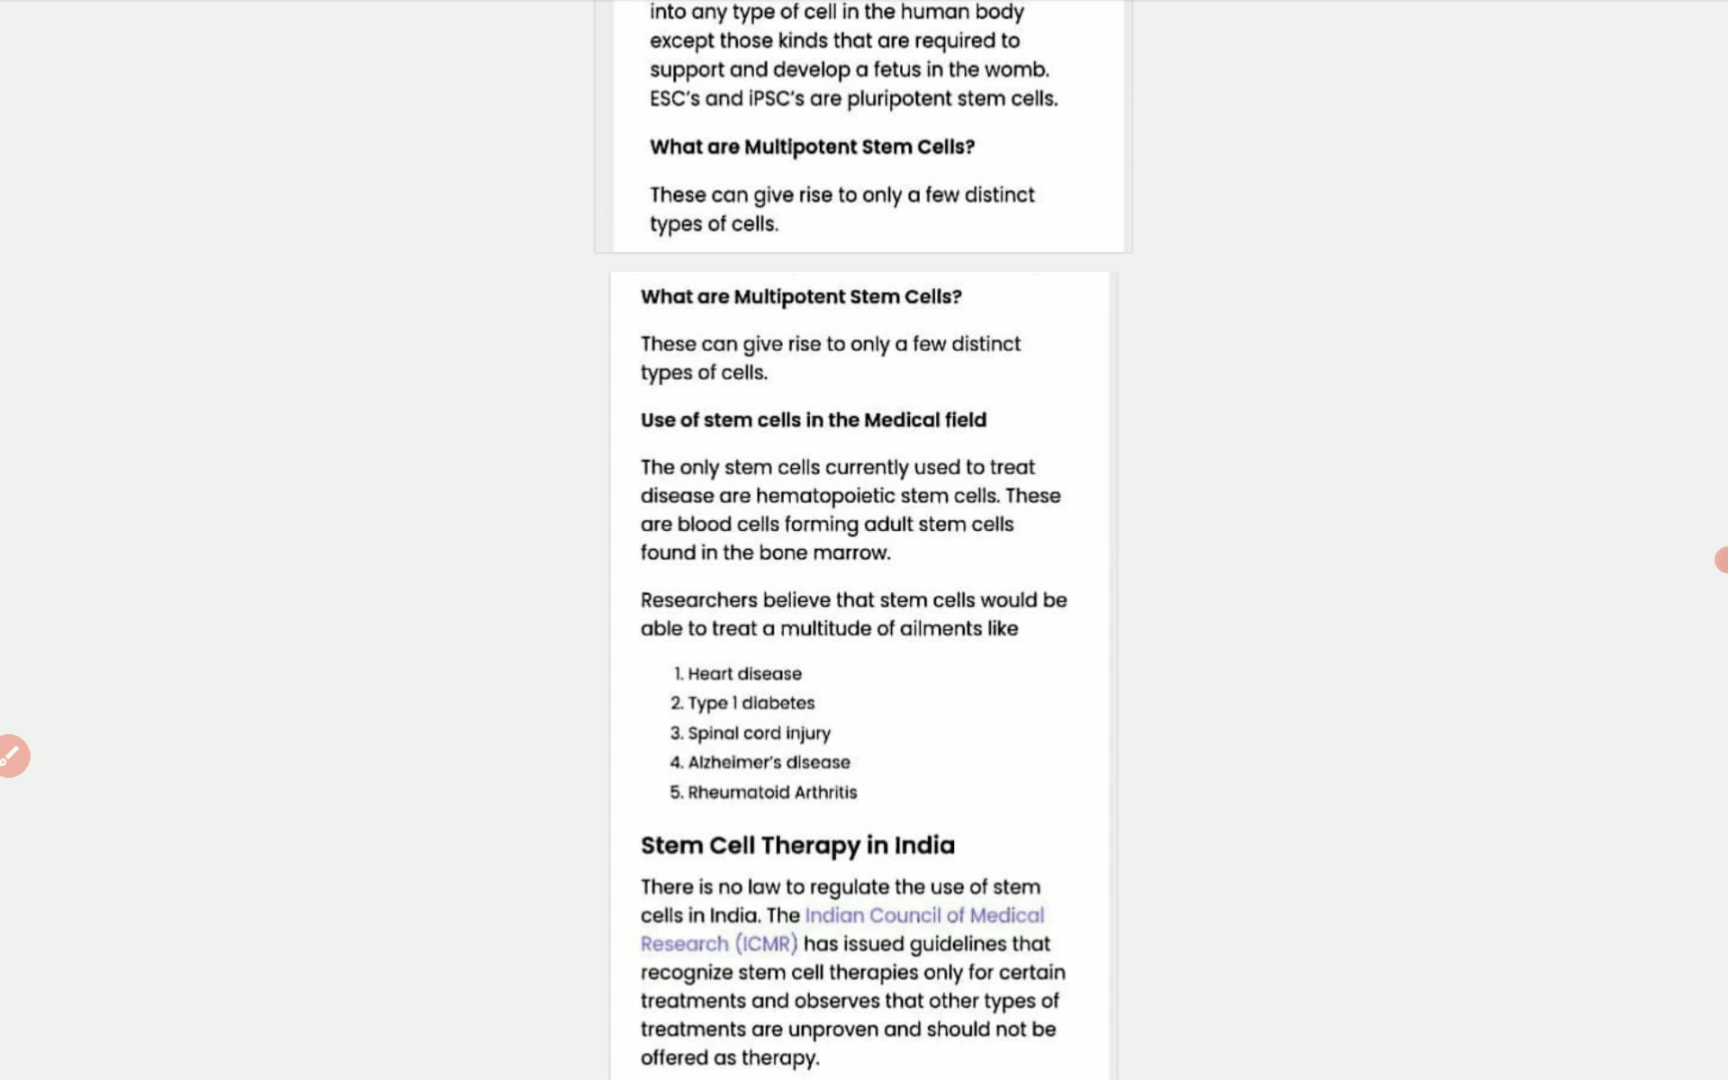 into any type of cell in the human body
except those kinds that are required to
support and develop a fetus in the womb.
ESC's and iPSC's are pluripotent stem cells.
What are Multipotent Stem Cells?
These can give rise to only a few distinct
types of cells.
What are Multipotent Stem Cells?
These can give rise to only a few distinct
types of cells.
Use of stem cells in the Medical field
The only stem cells currently used to treat
disease are hematopoietic stem cells. These
are blood cells forming adult stem cells
found in the bone marrow.
Researchers believe that stem cells would be
able to treat a multitude of ailments like
1. Heart disease
2. Type 1 diabetes
3. Spinal cord injury
4. Alzheimer's disease
5. Rheumatoid Arthritis
Stem Cell Therapy in India
There is no law to regulate the use of stem
cells in India. The Indian Council of Medical
Research (ICMR) has issued guidelines that
recognize stem cell therapies only for certain
treatments and observes that other types of
treatments are unproven and should not be
offered as therapy.